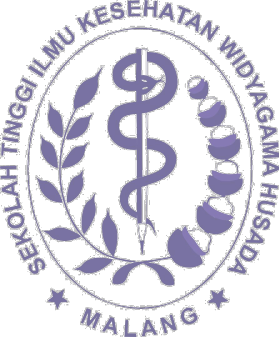 SEKOLAH TINGGI ILMU KESEHATAN WIDYAGAMA HUSADA
MALANG